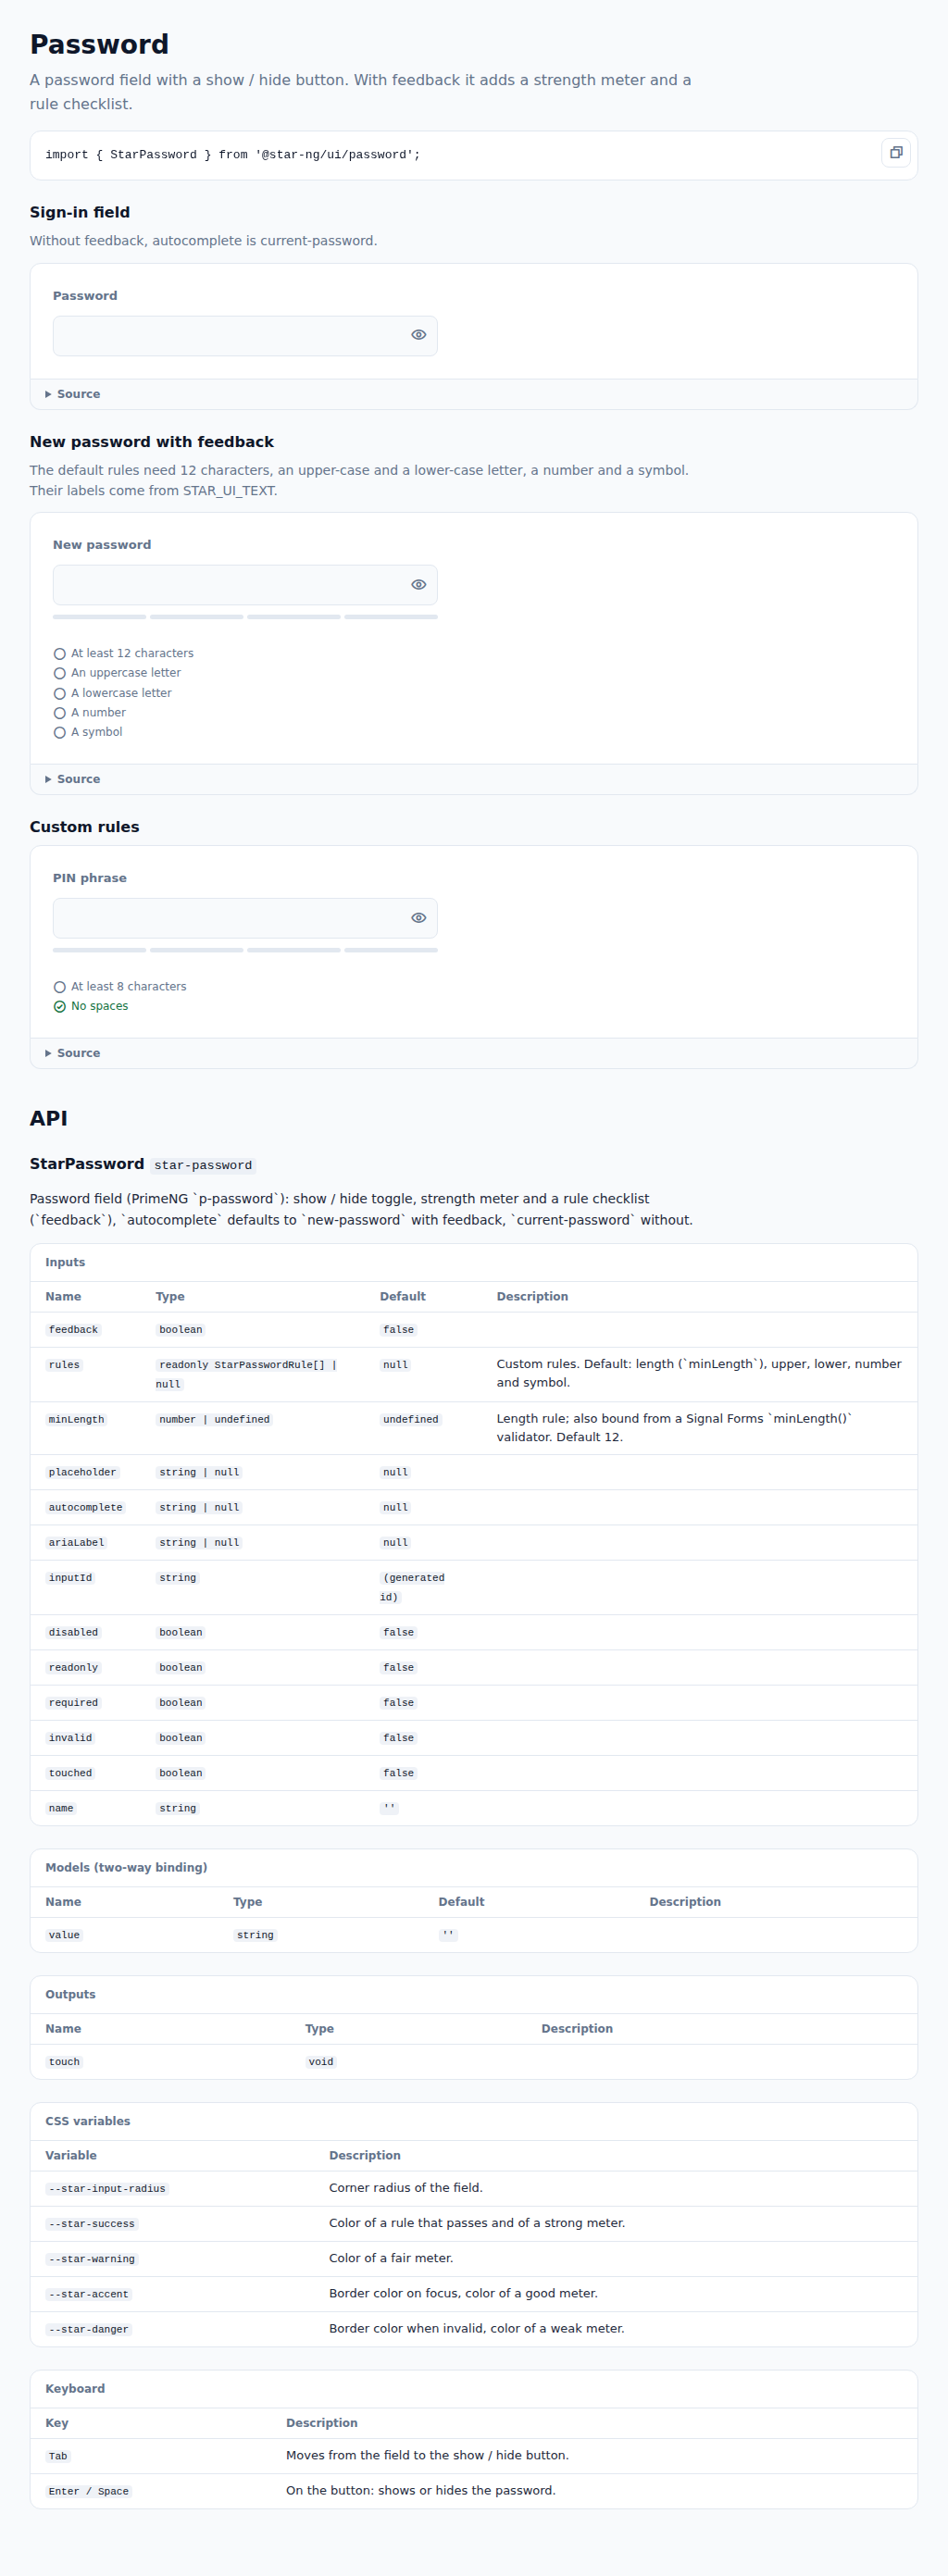 Password
A password field with a show / hide button. With feedback it adds a strength meter and a
rule checklist.
import { StarPassword } from '@star-ng/ui/password';
Sign-in field
Without feedback, autocomplete is current-password.
Password
Source
New password with feedback
The default rules need 12 characters, an upper-case and a lower-case letter, a number and a symbol.
Their labels come from STAR_UI_TEXT.
New password
At least 12 characters
An uppercase letter
A lowercase letter
A number
A symbol
Source
Custom rules
PIN phrase
At least 8 characters
No spaces
Source
API
StarPassword star-password
Password field (PrimeNG `p-password`): show / hide toggle, strength meter and a rule checklist
(`feedback`), `autocomplete` defaults to `new-password` with feedback, `current-password` without.
Inputs
Name Type Default Description
feedback boolean false
rules readonly StarPasswordRule[] | null Custom rules. Default: length (`minLength`), upper, lower, number
null and symbol.
minLength number | undefined undefined Length rule; also bound from a Signal Forms `minLength()`
validator. Default 12.
placeholder string | null null
autocomplete string | null null
ariaLabel string | null null
inputId string (generated
id)
disabled boolean false
readonly boolean false
required boolean false
invalid boolean false
touched boolean false
name string ''
Models (two-way binding)
Name Type Default Description
value string ''
Outputs
Name Type Description
touch void
CSS variables
Variable Description
--star-input-radius Corner radius of the field.
--star-success Color of a rule that passes and of a strong meter.
--star-warning Color of a fair meter.
--star-accent Border color on focus, color of a good meter.
--star-danger Border color when invalid, color of a weak meter.
Keyboard
Key Description
Tab Moves from the field to the show / hide button.
Enter / Space On the button: shows or hides the password.